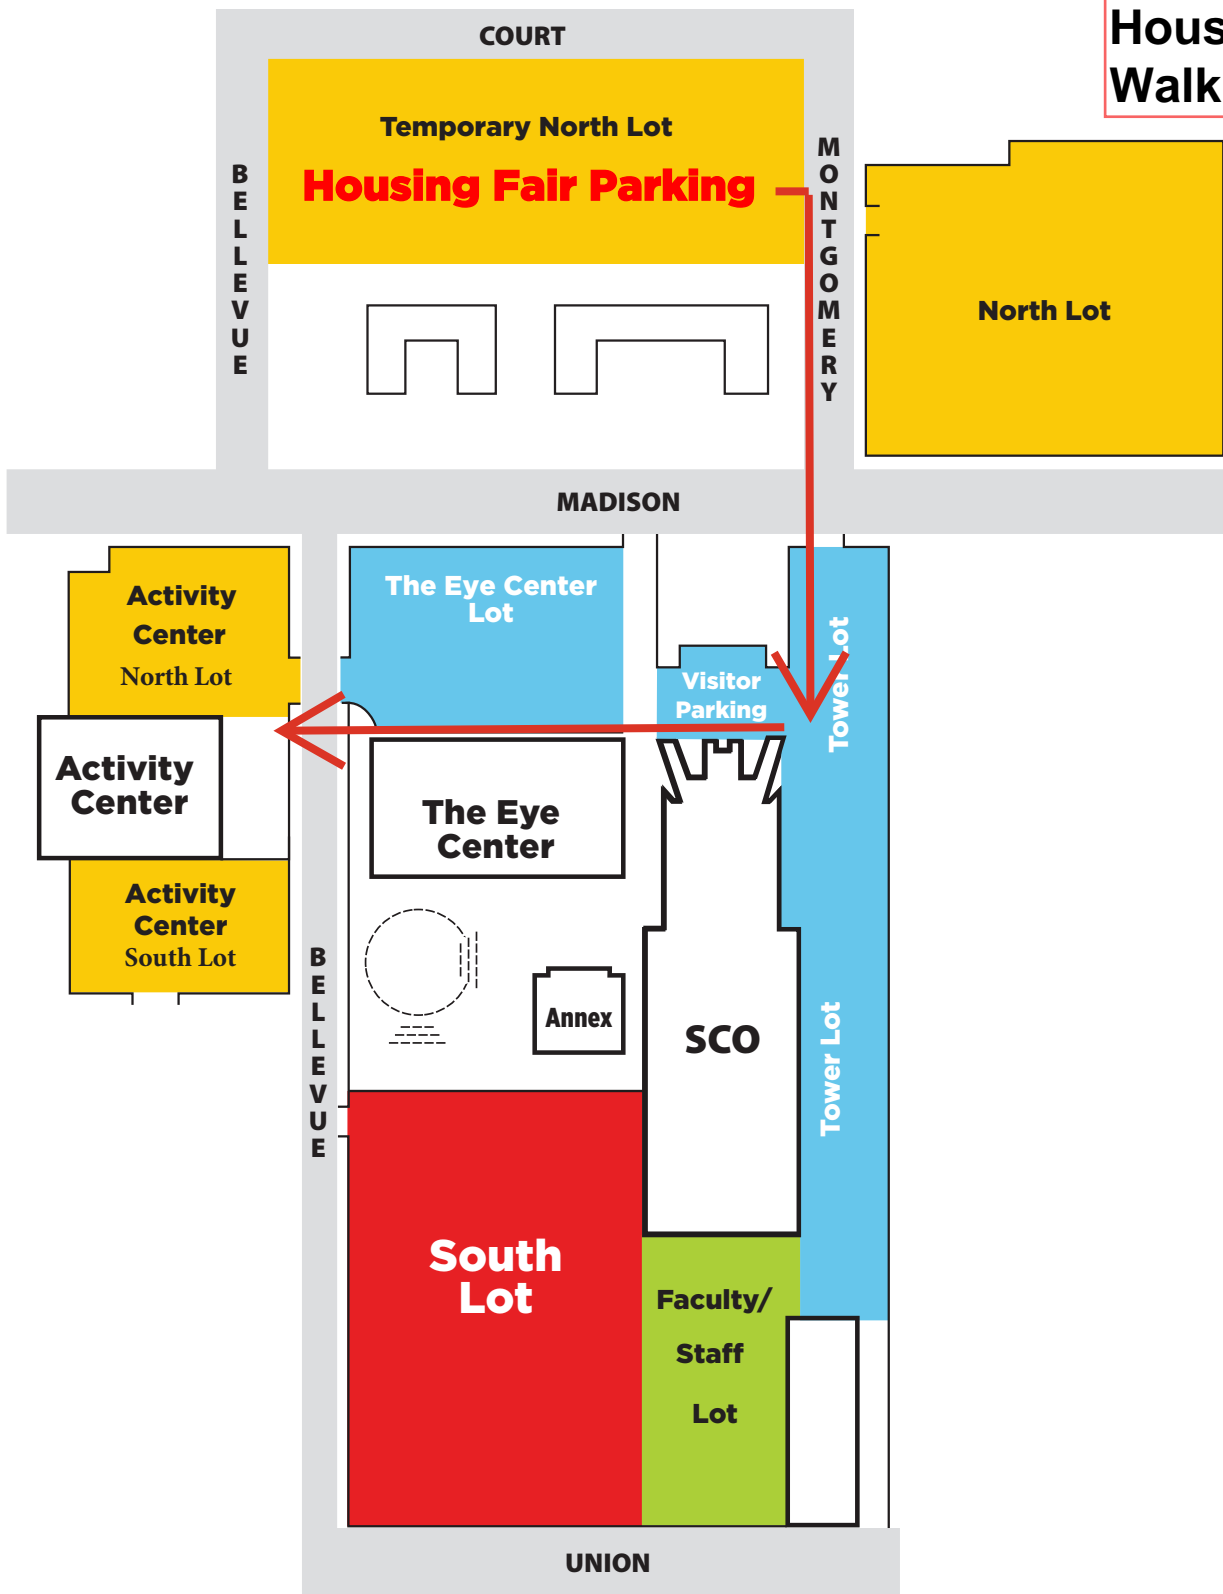 Hous
Walk
COURT
Temporary North Lot
Housing Fair Parking
BELLEVUE
MONTGOMERY
North Lot
MADISON
Activity
Center
North Lot
The Eye Center
Lot
Visitor
Parking
Tower Lot
Activity
Center
The Eye
Center
Activity
Center
South Lot
BELLEVUE
Annex
SCO
Tower Lot
South
Lot
Faculty/
Staff
Lot
UNION